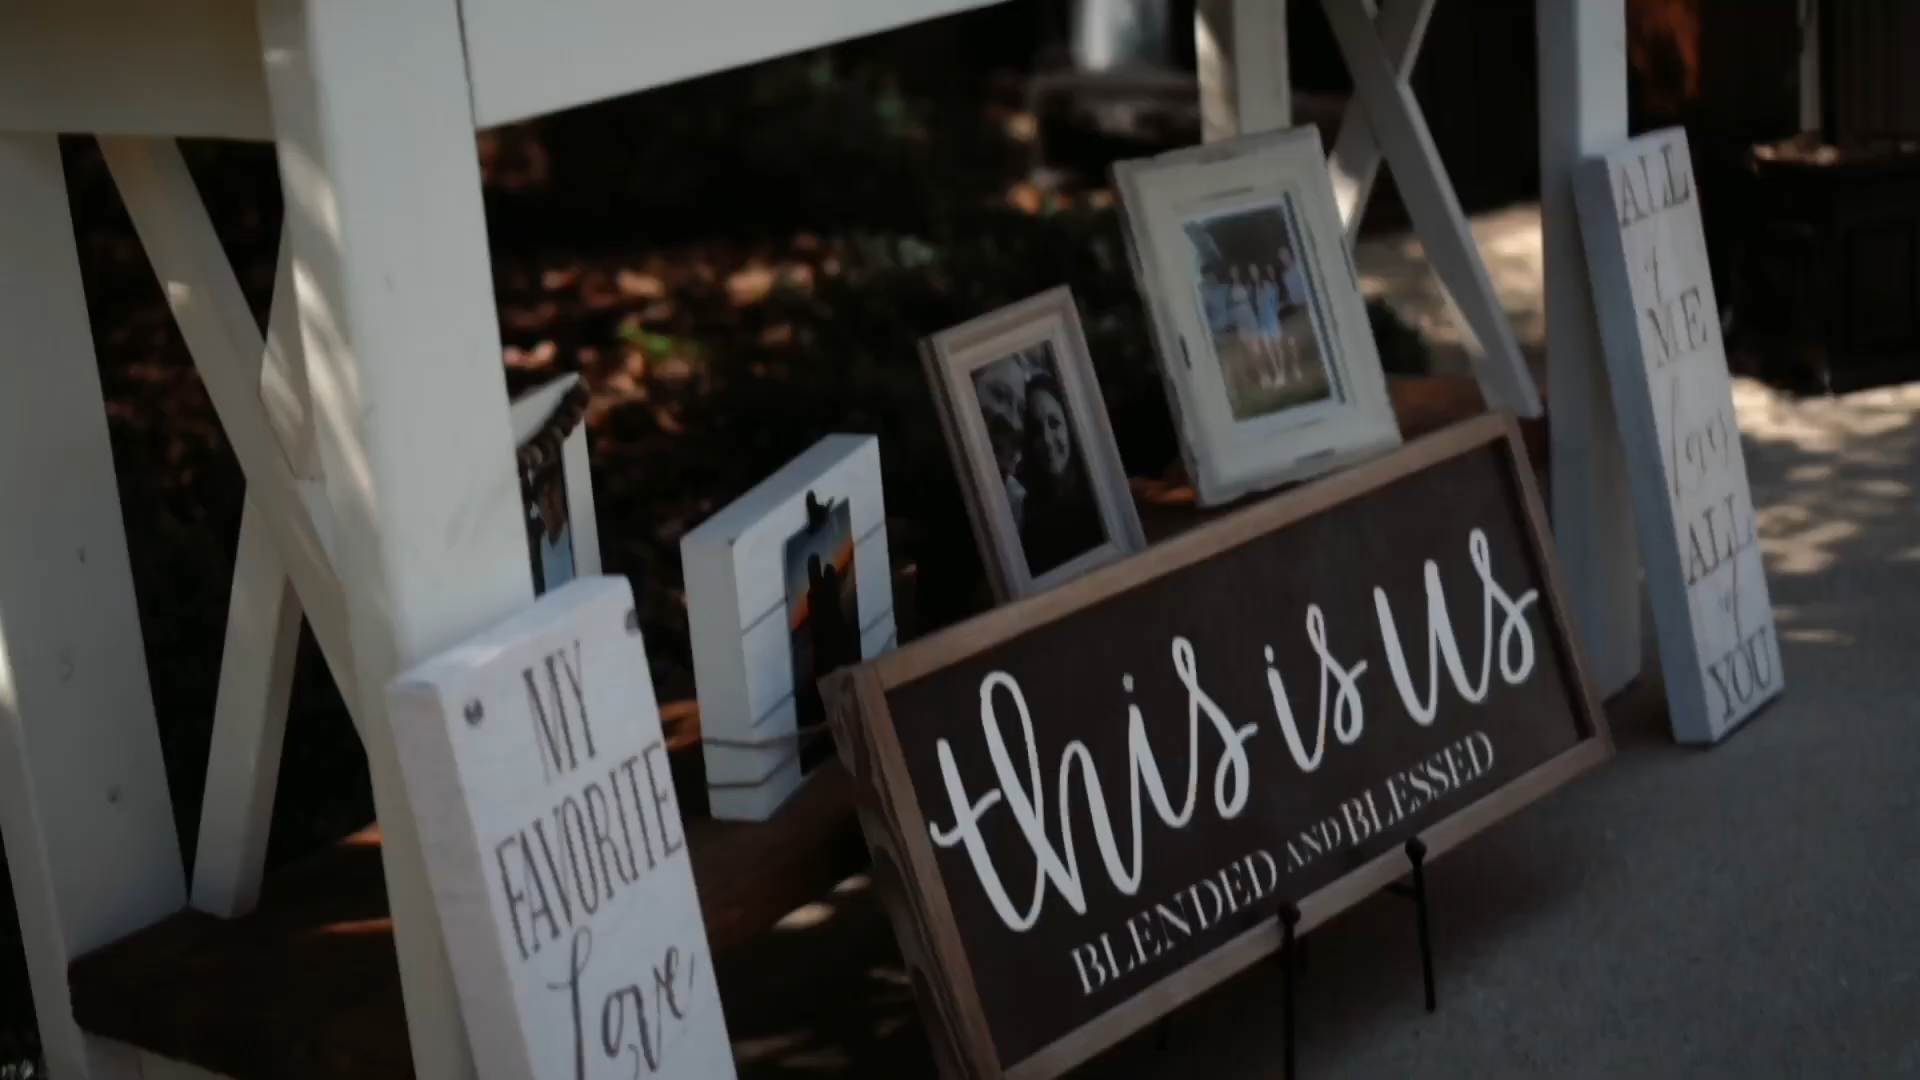 MY
FAVORITE
Love
this is us
BLENDED AND BLESSED
ALL
of
ME
Loves
ALL
of
YOU